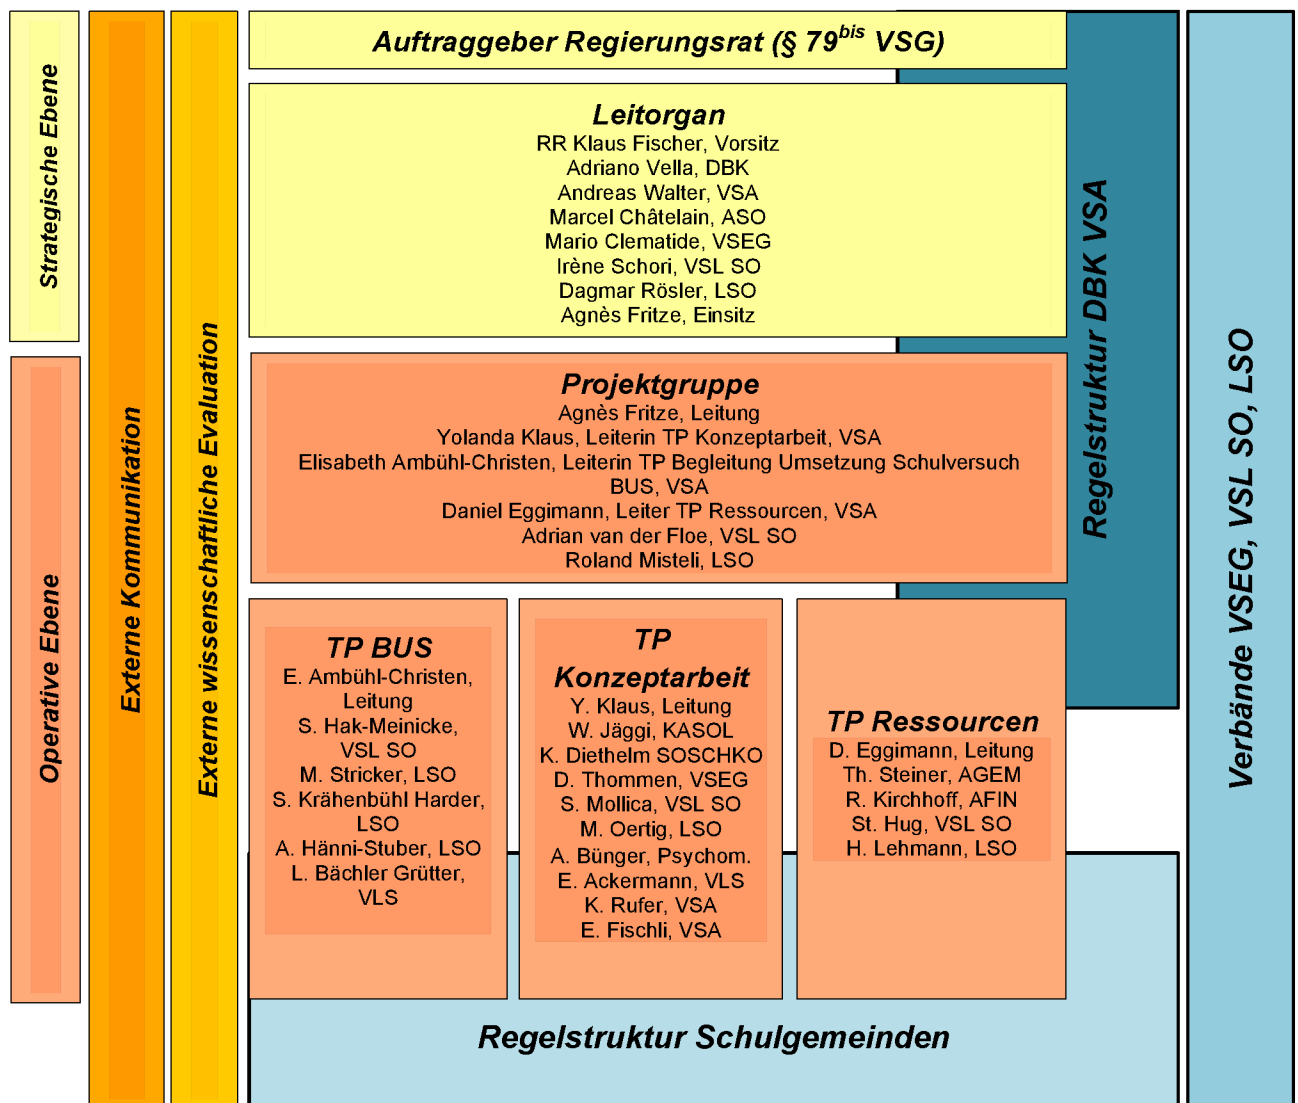 Auftraggeber Regierungsrat (§ 79bis VSG)
Strategische Ebene
Operative Ebene
Externe Kommunikation
Externe wissenschaftliche Evaluation
Leitorgan
RR Klaus Fischer, Vorsitz
Adriano Vella, DBK
Andreas Walter, VSA
Marcel Châtelain, ASO
Mario Clematide, VSEG
Irène Schori, VSL SO
Dagmar Rösler, LSO
Agnès Fritze, Einsitz
Projektgruppe
Agnès Fritze, Leitung
Yolanda Klaus, Leiterin TP Konzeptarbeit, VSA
Elisabeth Ambühl-Christen, Leiterin TP Begleitung Umsetzung Schulversuch
BUS, VSA
Daniel Eggimann, Leiter TP Ressourcen, VSA
Adrian van der Floe, VSL SO
Roland Misteli, LSO
TP BUS
E. Ambühl-Christen,
Leitung
S. Hak-Meinicke,
VSL SO
M. Stricker, LSO
S. Krähenbühl Harder,
LSO
A. Hänni-Stuber, LSO
L. Bächler Grütter,
VLS
TP
Konzeptarbeit
Y. Klaus, Leitung
W. Jäggi, KASOL
K. Diethelm SOSCHKO
D. Thommen, VSEG
S. Mollica, VSL SO
M. Oertig, LSO
A. Bünger, Psychom.
E. Ackermann, VLS
K. Rufer, VSA
E. Fischli, VSA
TP Ressourcen
D. Eggimann, Leitung
Th. Steiner, AGEM
R. Kirchhoff, AFIN
St. Hug, VSL SO
H. Lehmann, LSO
Regelstruktur DBK VSA
Verbände VSEG, VSL SO, LSO
Regelstruktur Schulgemeinden